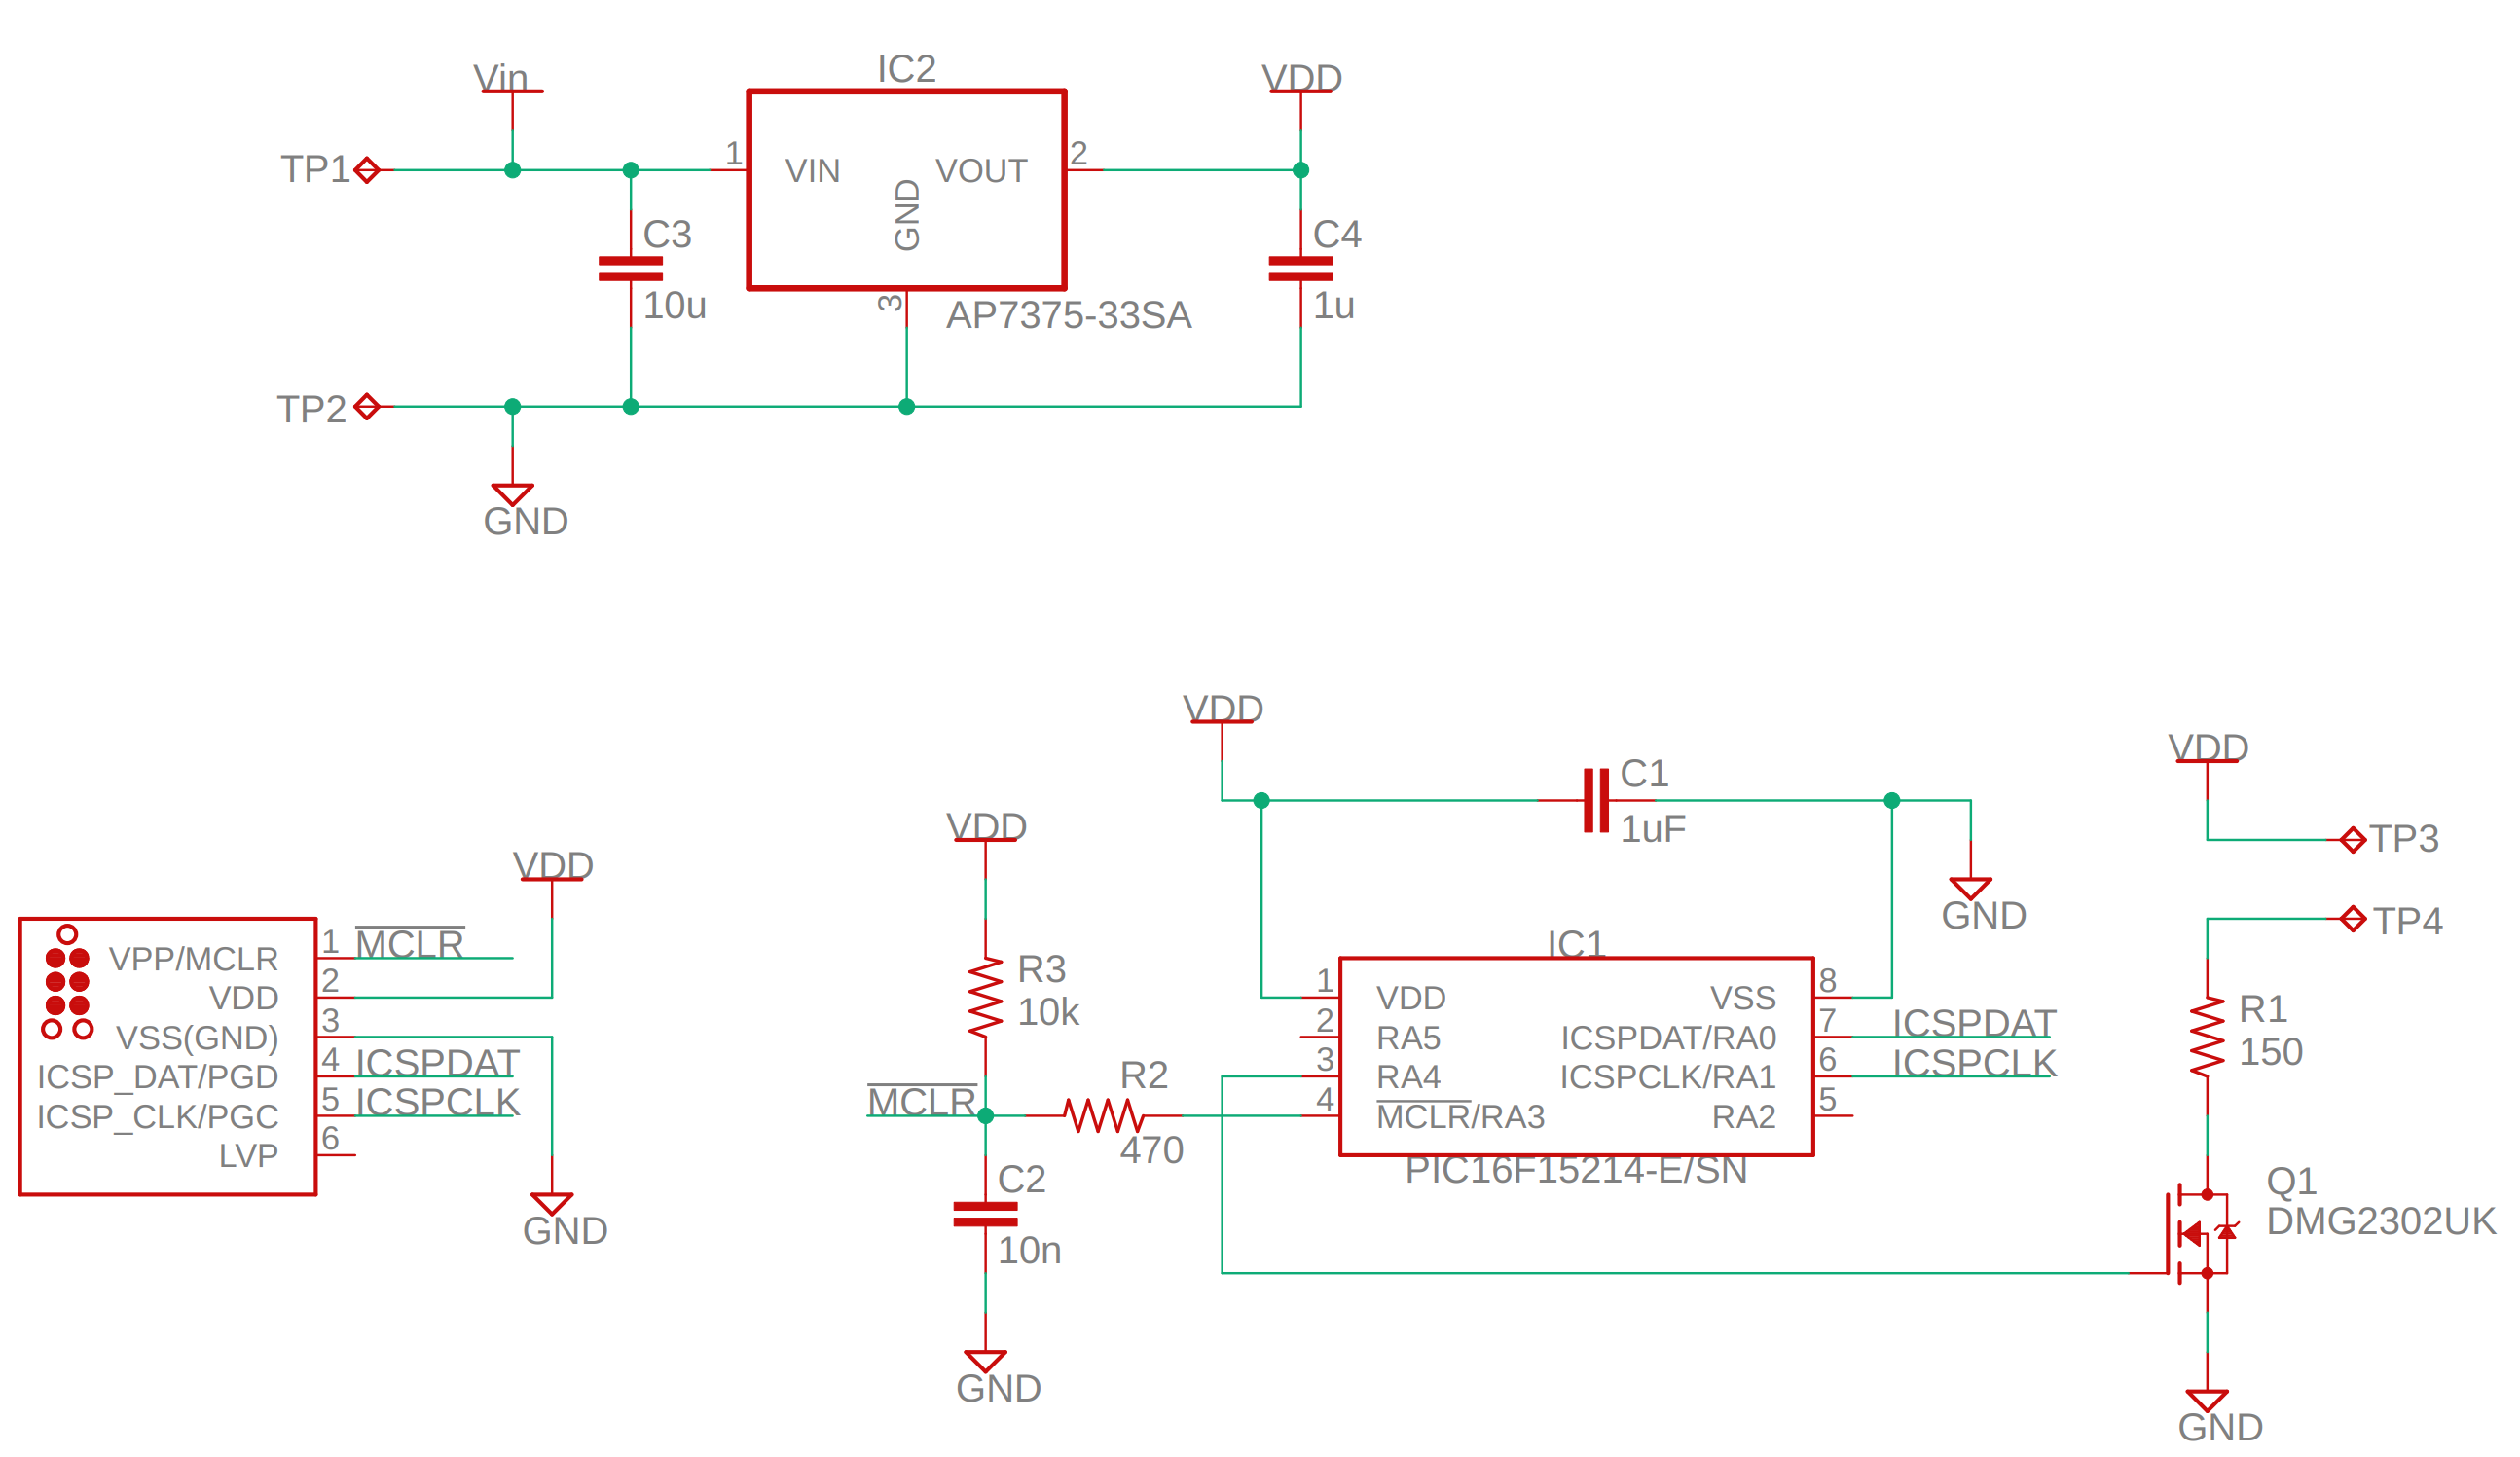 Vin
IC2
VDD
TP1
1
VIN
VOUT
2
GND
C3
10u
3
AP7375-33SA
C4
1u
TP2
GND
VDD
C1
1uF
GND
VDD
TP3
TP4
VDD
VDD
VPP/MCLR
1
MCLR
VDD
2
VSS(GND)
3
ICSP_DAT/PGD
4
ICSPDAT
ICSP_CLK/PGC
5
ICSPCLK
LVP
6
GND
R3
10k
MCLR
R2
470
C2
10n
GND
IC1
1
VDD
VSS
8
2
RA5
ICSPDAT/RA0
7
ICSPDAT
3
RA4
ICSPCLK/RA1
6
ICSPCLK
4
MCLR/RA3
RA2
5
PIC16F15214-E/SN
R1
150
Q1
DMG2302UK
GND